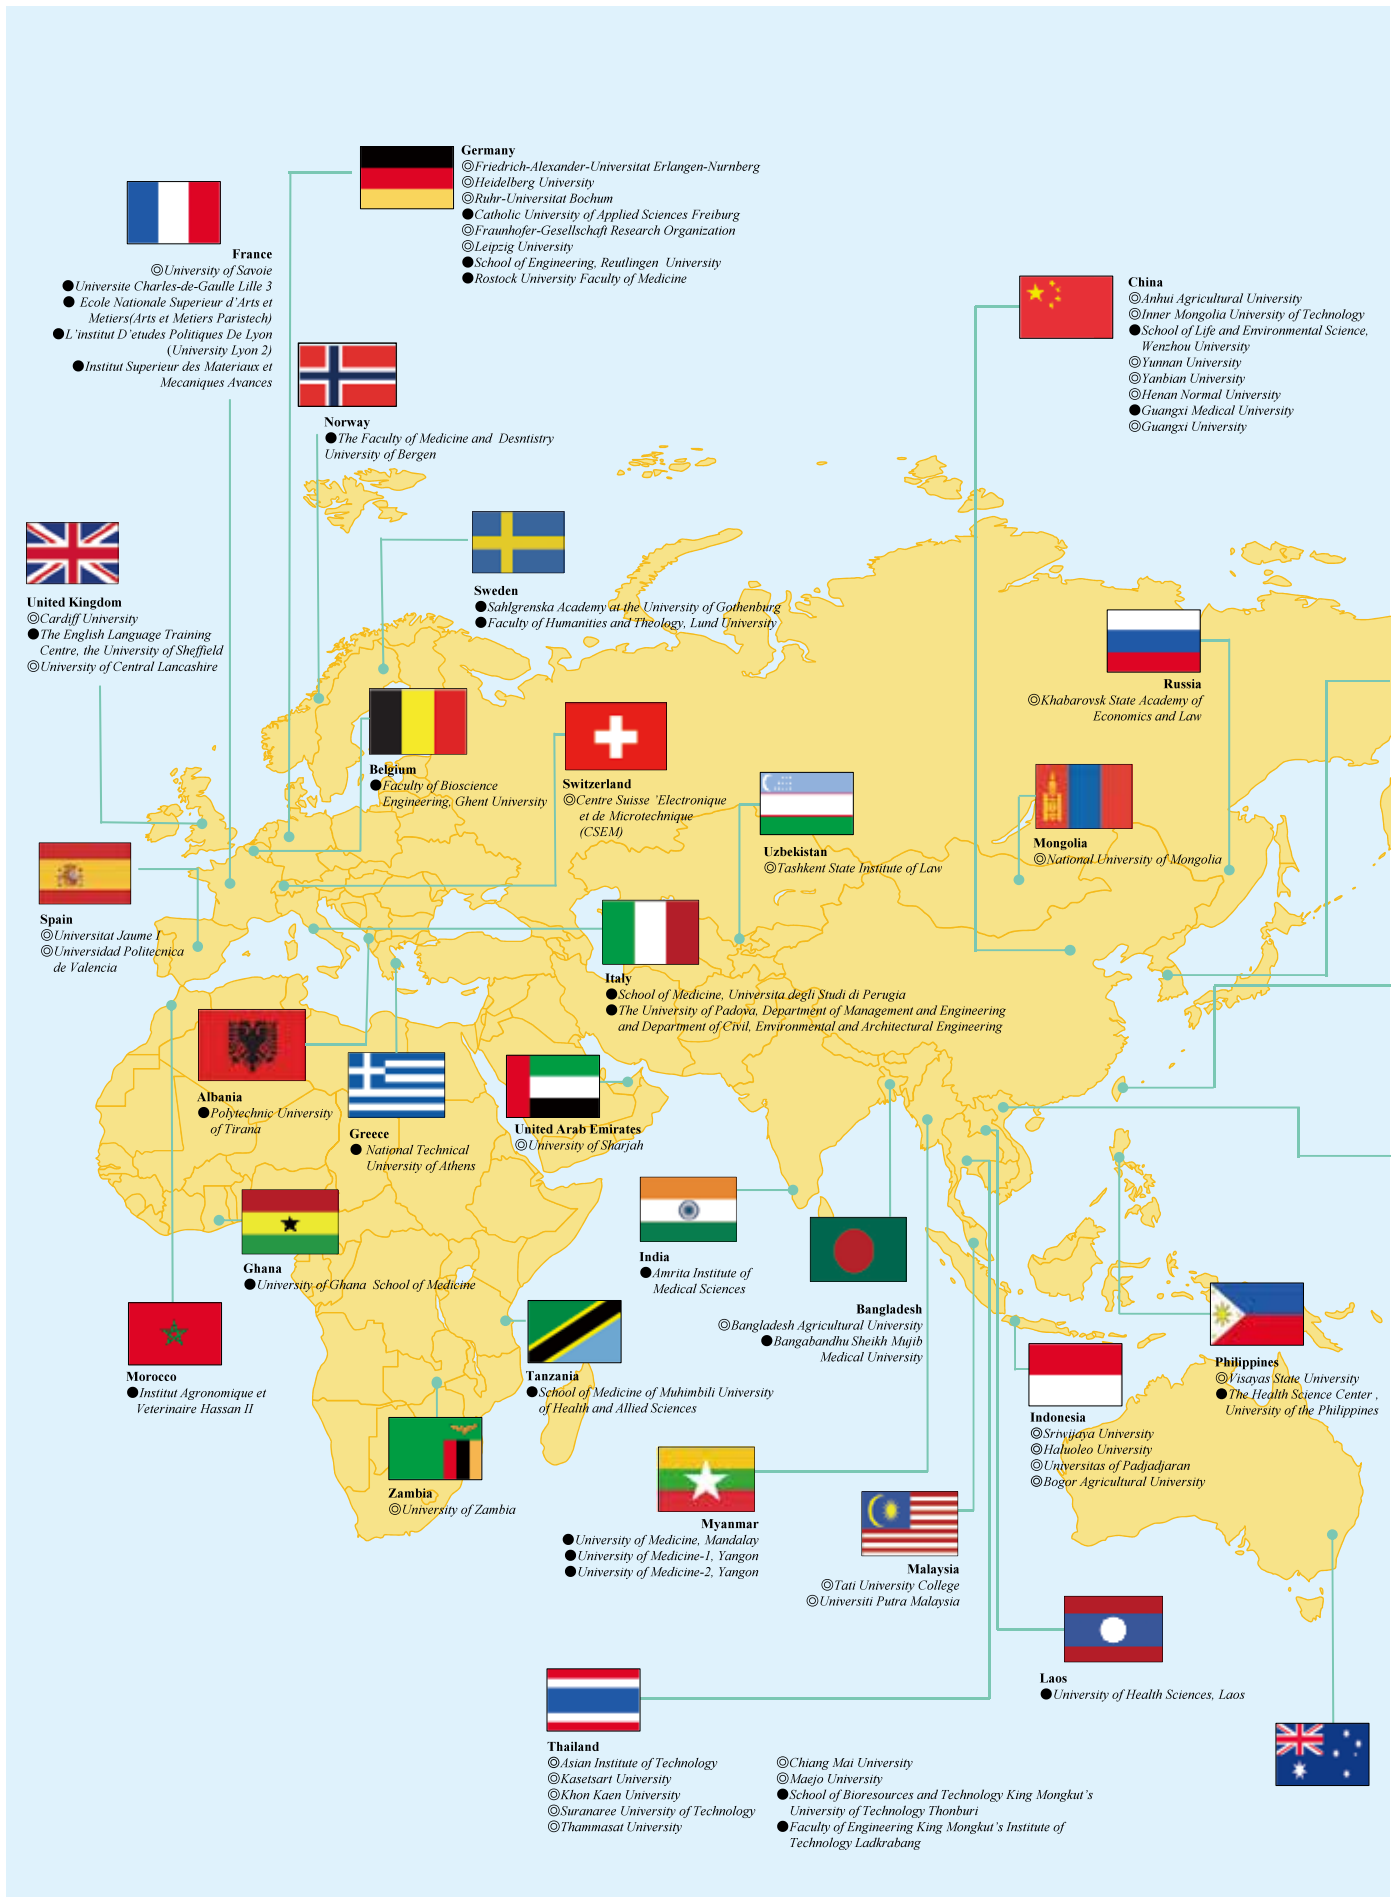 Germany
◎Friedrich-Alexander-Universitat Erlangen-Nurnberg
◎Heidelberg University
◎Ruhr-Universitat Bochum
●Catholic University of Applied Sciences Freiburg
◎Fraunhofer-Gesellschaft Research Organization
◎Leipzig University
●School of Engineering, Reutlingen University
●Rostock University Faculty of Medicine
France
◎University of Savoie
●Universite Charles-de-Gaulle Lille 3
● Ecole Nationale Superieur d'Arts et
Metiers(Arts et Metiers Paristech)
●L'institut D'etudes Politiques De Lyon
(University Lyon 2)
●Institut Superieur des Materiaux et
Mecaniques Avances
China
◎Anhui Agricultural University
◎Inner Mongolia University of Technology
●School of Life and Environmental Science,
Wenzhou University
◎Yunnan University
◎Yanbian University
◎Henan Normal University
●Guangxi Medical University
◎Guangxi University
Norway
●The Faculty of Medicine and Desntistry
University of Bergen
Sweden
●Sahlgrenska Academy at the University of Gothenburg
●Faculty of Humanities and Theology, Lund University
United Kingdom
◎Cardiff University
●The English Language Training
Centre, the University of Sheffield
◎University of Central Lancashire
Russia
◎Khabarovsk State Academy of
Economics and Law
Belgium
●Faculty of Bioscience
Engineering, Ghent University
Switzerland
◎Centre Suisse 'Electronique
et de Microtechnique
(CSEM)
Uzbekistan
◎Tashkent State Institute of Law
Mongolia
◎National University of Mongolia
Spain
◎Universitat Jaume I
◎Universidad Politecnica
de Valencia
Italy
●School of Medicine, Universita degli Studi di Perugia
●The University of Padova, Department of Management and Engineering
and Department of Civil, Environmental and Architectural Engineering
Albania
●Polytechnic University
of Tirana
Greece
● National Technical
University of Athens
United Arab Emirates
◎University of Sharjah
Ghana
●University of Ghana School of Medicine
India
●Amrita Institute of
Medical Sciences
Bangladesh
◎Bangladesh Agricultural University
●Bangabandhu Sheikh Mujib
Medical University
Morocco
●Institut Agronomique et
Veterinaire Hassan II
Tanzania
●School of Medicine of Muhimbili University
of Health and Allied Sciences
Philippines
◎Visayas State University
●The Health Science Center ,
University of the Philippines
Indonesia
◎Sriwijaya University
◎Haluoleo University
◎Universitas of Padjadjaran
◎Bogor Agricultural University
Zambia
◎University of Zambia
Myanmar
●University of Medicine, Mandalay
●University of Medicine-1, Yangon
●University of Medicine-2, Yangon
Malaysia
◎Tati University College
◎Universiti Putra Malaysia
Laos
●University of Health Sciences, Laos
Thailand
◎Asian Institute of Technology
◎Kasetsart University
◎Khon Kaen University
◎Suranaree University of Technology
◎Thammasat University
◎Chiang Mai University
◎Maejo University
●School of Bioresources and Technology King Mongkut's
University of Technology Thonburi
●Faculty of Engineering King Mongkut's Institute of
Technology Ladkrabang